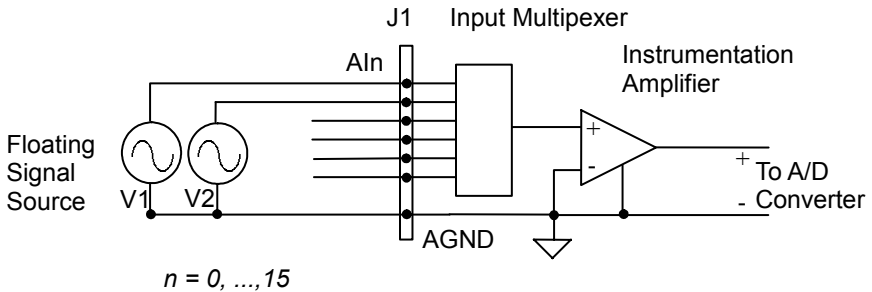 J1 Input Multipexer
AIn
Instrumentation
Amplifier
Floating
Signal
Source
V1
V2
+
-
+
-
To A/D
Converter
AGND
n = 0, ...,15